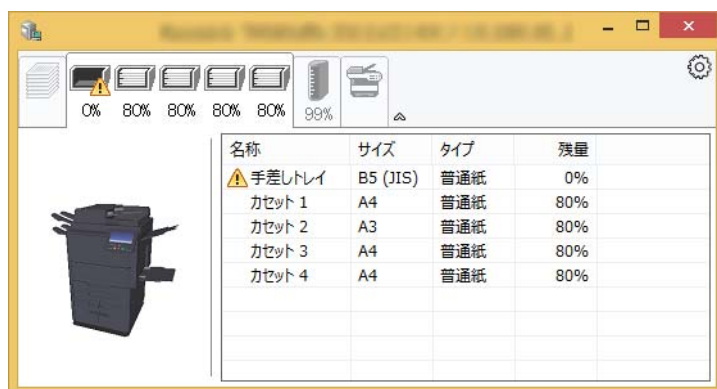 0% 80% 80% 80% 80% 99%
名称 サイズ タイプ 残量
手差しトレイ B5 (JIS) 普通紙 0%
カセット 1 A4 普通紙 80%
カセット 2 A3 普通紙 80%
カセット 3 A4 普通紙 80%
カセット 4 A4 普通紙 80%